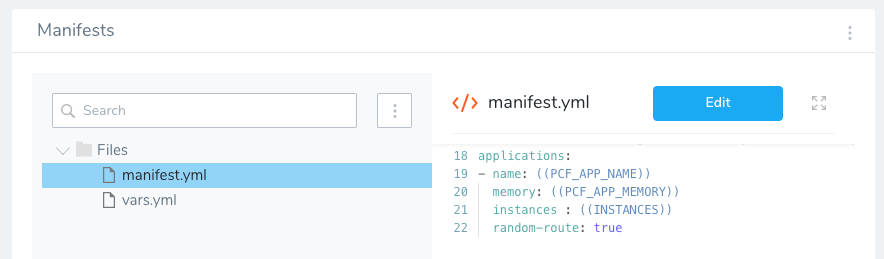 Manifests
Search
Files
manifest.yml
vars.yml
</> manifest.yml
Edit
18 applications:
19 - name: ((PCF_APP_NAME))
20 memory: ((PCF_APP_MEMORY))
21 instances : ((INSTANCES))
22 random-route: true